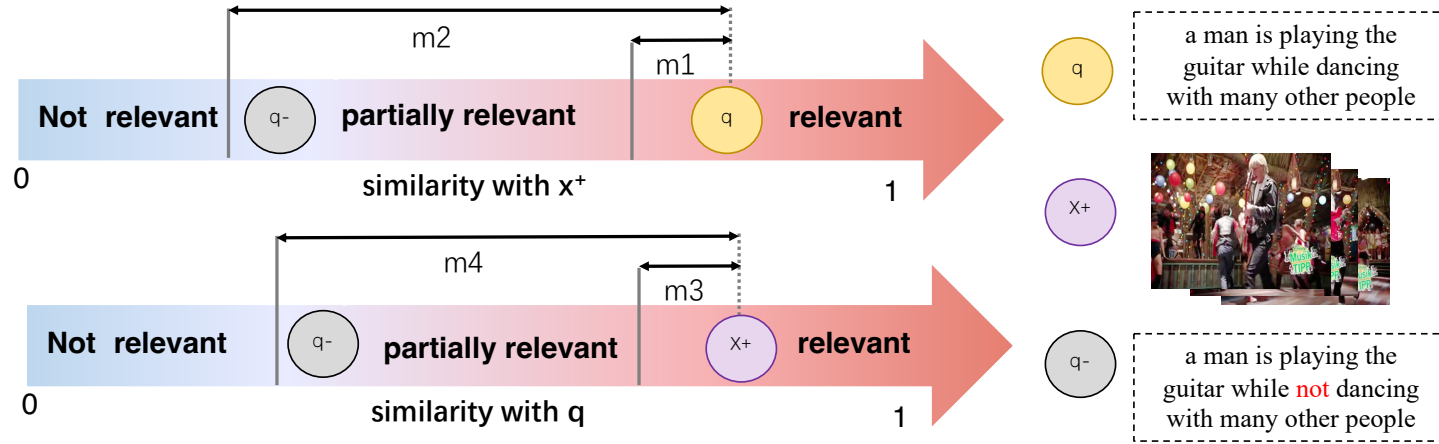 m2
m1
Not relevant
q-
partially relevant
q
relevant
0
similarity with x⁺
1
m4
m3
Not relevant
q-
partially relevant
X+
relevant
0
similarity with q
1
q
a man is playing the
guitar while dancing
with many other people
X+
Musik
TIPP
q-
a man is playing the
guitar while not dancing
with many other people